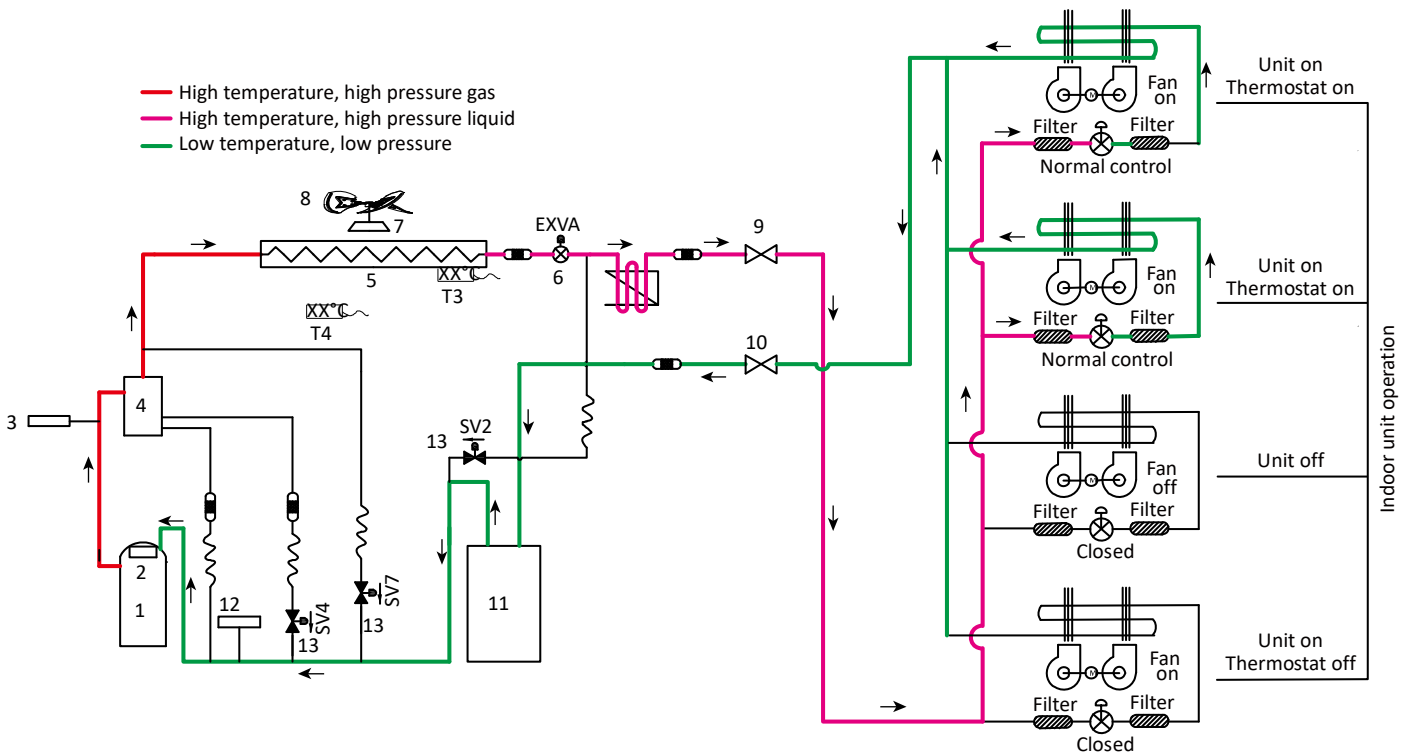 High temperature, high pressure gas
High temperature, high pressure liquid
Low temperature, low pressure
8
7
EXVA
9
5
XX°C
T3
6
XX°C
T4
10
3
4
13
SV2
2
1
12
SV4
13
SV7
13
11
Fan
on
Filter
Filter
Normal control
Unit on
Thermostat on
M
Fan
on
Filter
Filter
Normal control
Unit on
Thermostat on
M
Fan
off
Filter
Filter
Closed
Unit off
M
Fan
on
Filter
Filter
Closed
Unit on
Thermostat off
M
Indoor unit operation